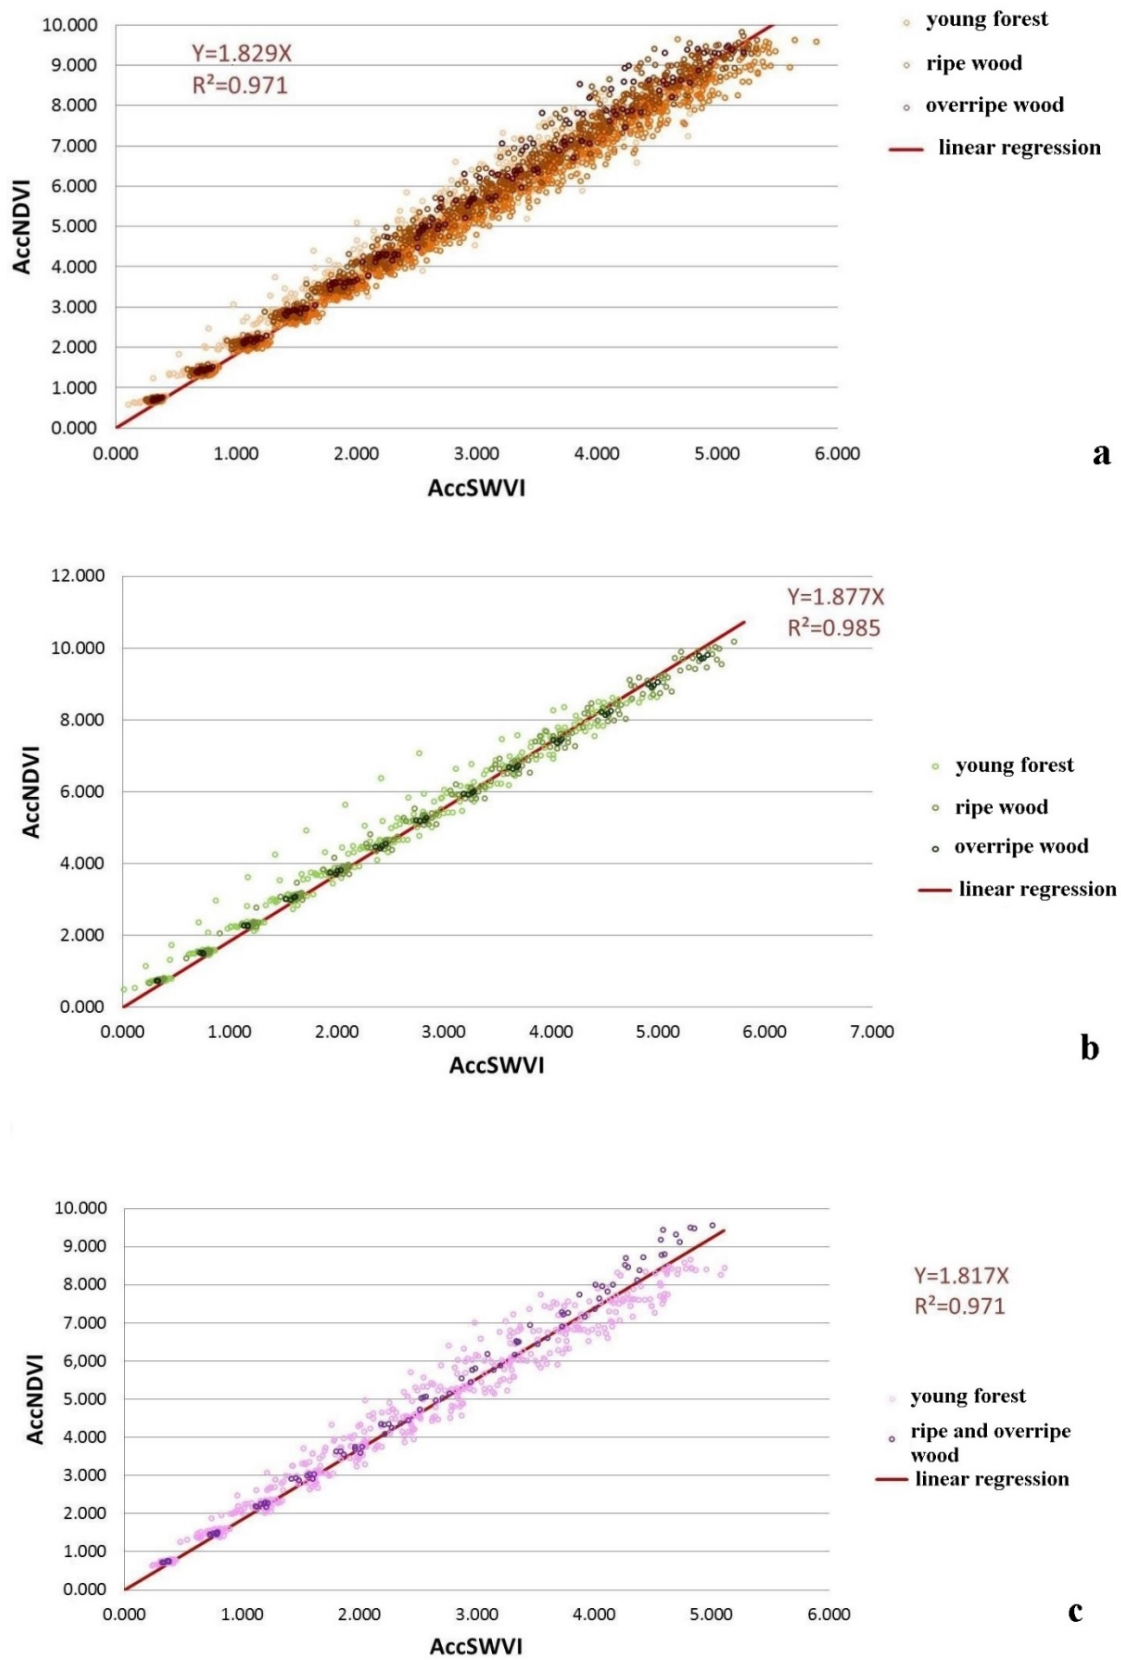 10.000
9.000
8.000
7.000
6.000
5.000
4.000
3.000
2.000
1.000
0.000
AccNDVI
Y=1.829X
R²=0.971
0.000 1.000 2.000 3.000 4.000 5.000 6.000
AccSWVI
young forest
ripe wood
overripe wood
linear regression
a
12.000
10.000
8.000
6.000
4.000
2.000
0.000
AccNDVI
Y=1.877X
R²=0.985
0.000 1.000 2.000 3.000 4.000 5.000 6.000 7.000
AccSWVI
young forest
ripe wood
overripe wood
linear regression
b
10.000
9.000
8.000
7.000
6.000
5.000
4.000
3.000
2.000
1.000
0.000
AccNDVI
0.000 1.000 2.000 3.000 4.000 5.000 6.000
AccSWVI
Y=1.817X
R²=0.971
young forest
ripe and overripe
wood
linear regression
c